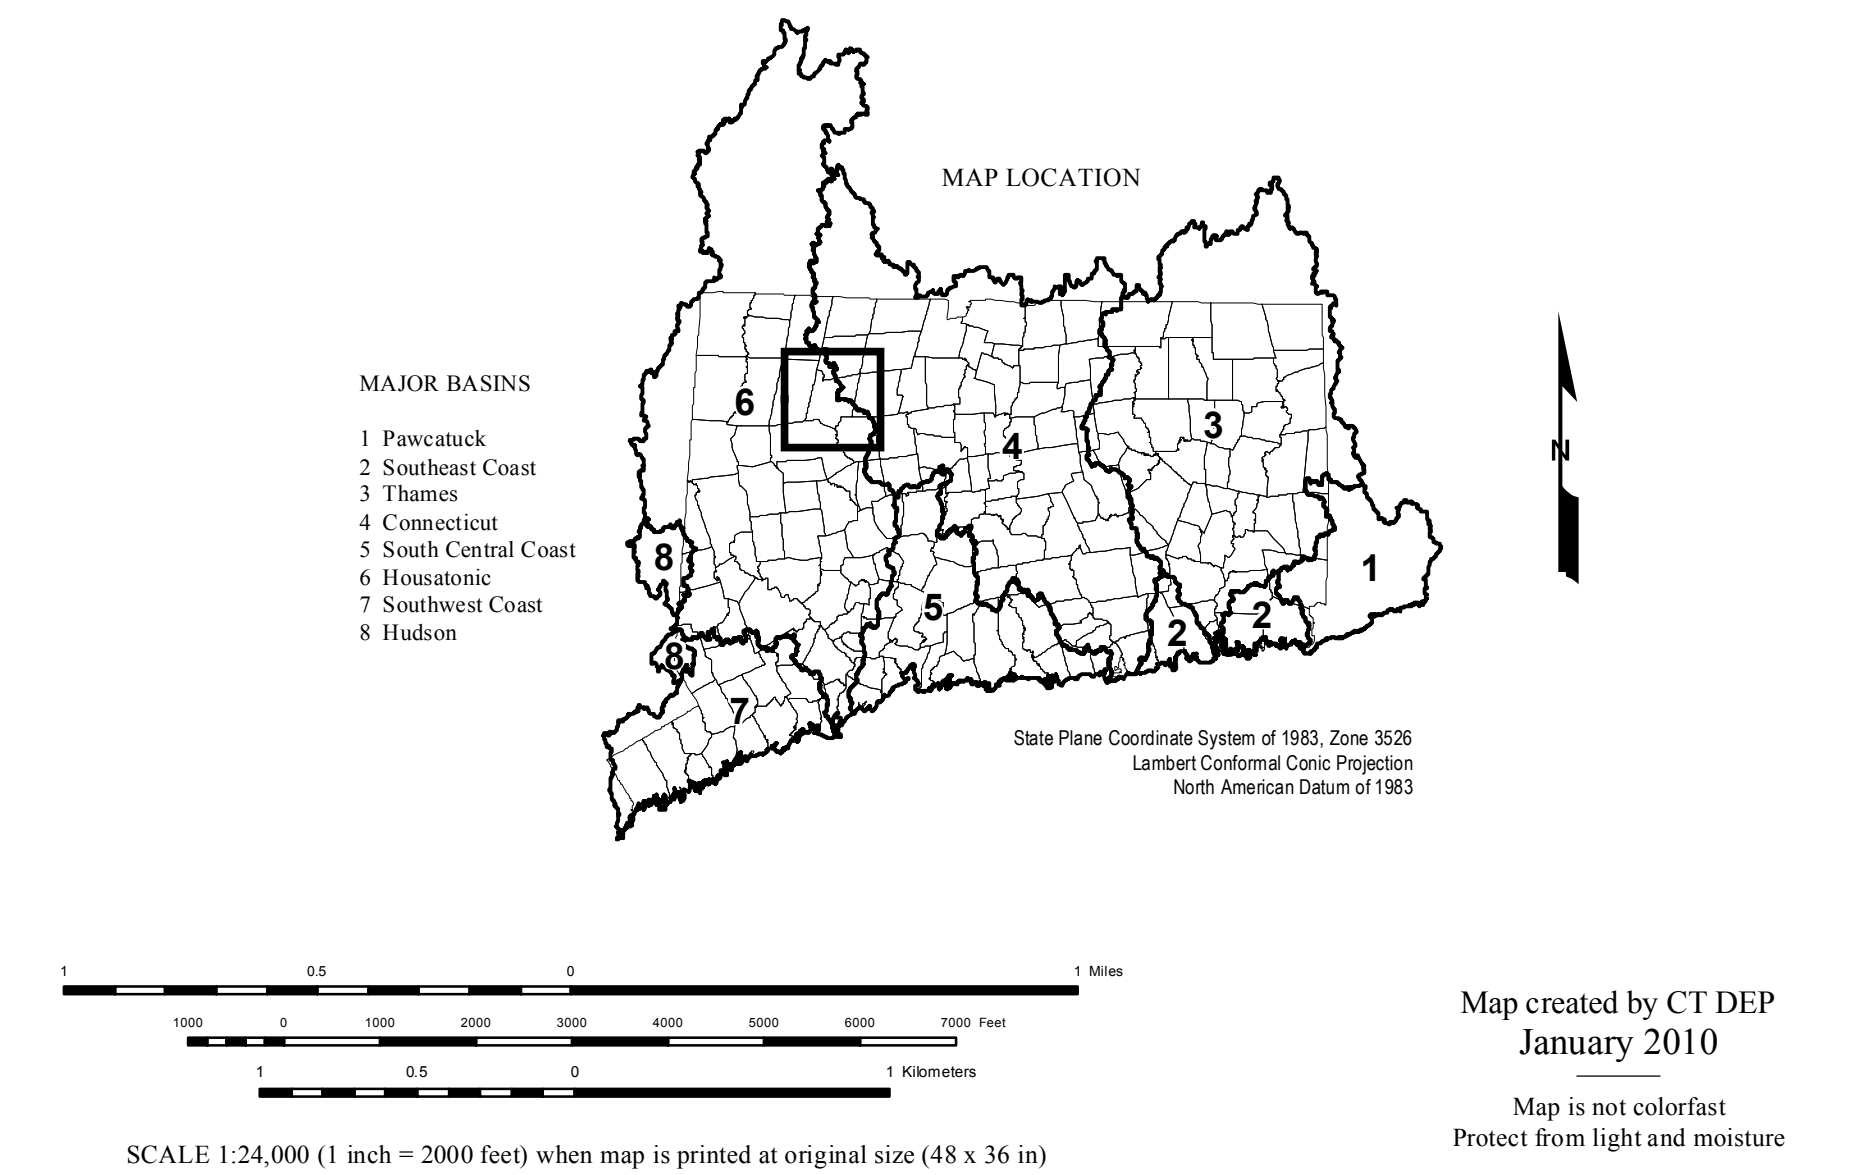 MAP LOCATION
MAJOR BASINS
1 Pawcatuck
2 Southeast Coast
3 Thames
4 Connecticut
5 South Central Coast
6 Housatonic
7 Southwest Coast
8 Hudson
6
4
3
8
5
2
2
1
8
7
N
State Plane Coordinate System of 1983, Zone 3526
Lambert Conformal Conic Projection
North American Datum of 1983
1 0.5 0 1 Miles
1000 0 1000 2000 3000 4000 5000 6000 7000 Feet
1 0.5 0 1 Kilometers
SCALE 1:24,000 (1 inch = 2000 feet) when map is printed at original size (48 x 36 in)
Map created by CT DEP
January 2010
Map is not colorfast
Protect from light and moisture